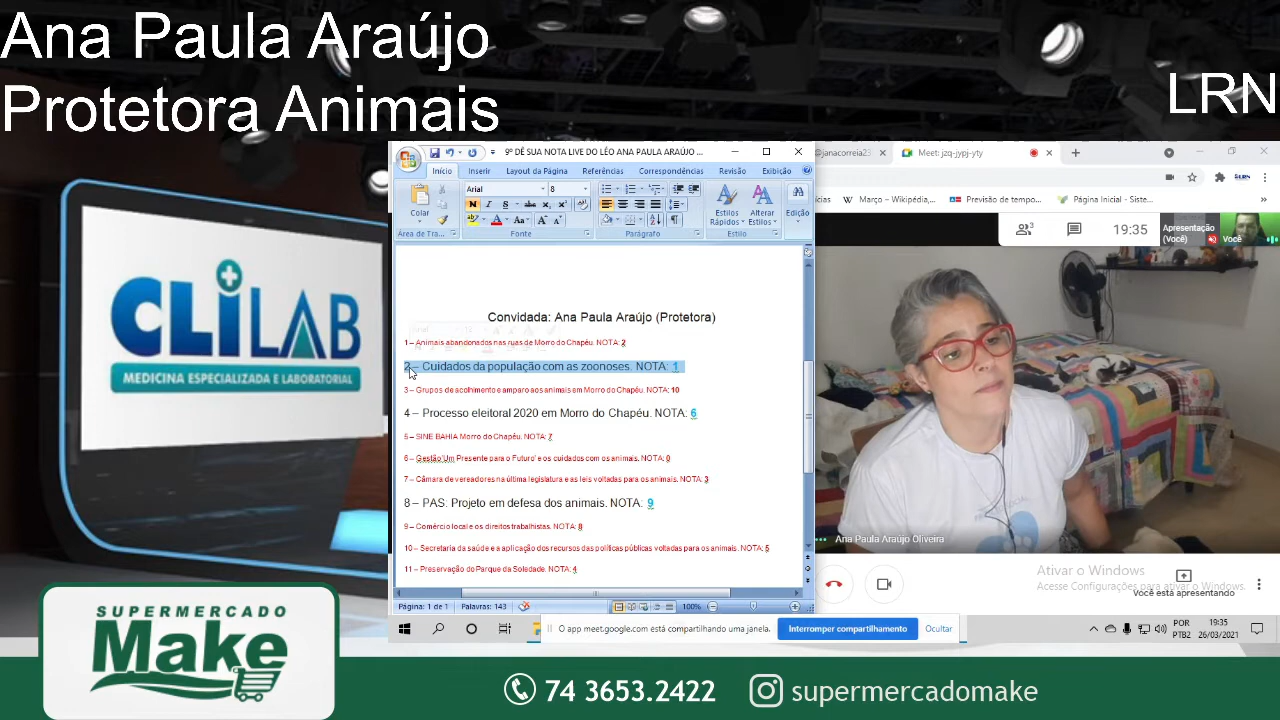 Ana Paula Araújo
Protetora Animais
LRN
9º DÊ SUA NOTA LIVE DO LÉO ANA PAULA ARAÚJO ...
Início Inserir Layout da Página Referências Correspondências Revisão Exibição
Arial 8
Colar
Estilos Rápidos
Alterar Estilos
Edição
Área de Tra...
Fonte
Parágrafo
Estilo
@janacorreia23
Meet: jzq-jypj-yty
Março – Wikipédia,...
Previsão de tempo...
Página Inicial - Siste...
3
19:35
Apresentação (Você)
Você
Convidada: Ana Paula Araújo (Protetora)
1 – Animais abandonados nas ruas de Morro do Chapéu. NOTA: 2
2 – Cuidados da população com as zoonoses. NOTA: 1
3 – Grupos de acolhimento e amparo aos animais em Morro do Chapéu. NOTA: 10
4 – Processo eleitoral 2020 em Morro do Chapéu. NOTA: 6
5 – SINE BAHIA Morro do Chapéu. NOTA: 7
6 – Gestão 'Um Presente para o Futuro' e os cuidados com os animais. NOTA: 0
7 – Câmara de vereadores na última legislatura e as leis voltadas para os animais. NOTA: 3
8 – PAS: Projeto em defesa dos animais. NOTA: 9
9 – Comércio local e os direitos trabalhistas. NOTA: 8
10 – Secretaria da saúde e a aplicação dos recursos das políticas públicas voltadas para os animais. NOTA: 5
11 – Preservação do Parque da Soledade. NOTA: 4
Página: 1 de 1 Palavras: 143 100%
Ana Paula Araújo Oliveira
Ativar o Windows
Acesse Configurações para ativar o Windows.
Você está apresentando
O app meet.google.com está compartilhando uma janela.
Interromper compartilhamento
Ocultar
POR
PTB2
19:35
26/03/2021
CLILAB
MEDICINA ESPECIALIZADA E LABORATORIAL
SUPERMERCADO
Make
74 3653.2422
supermercadomake